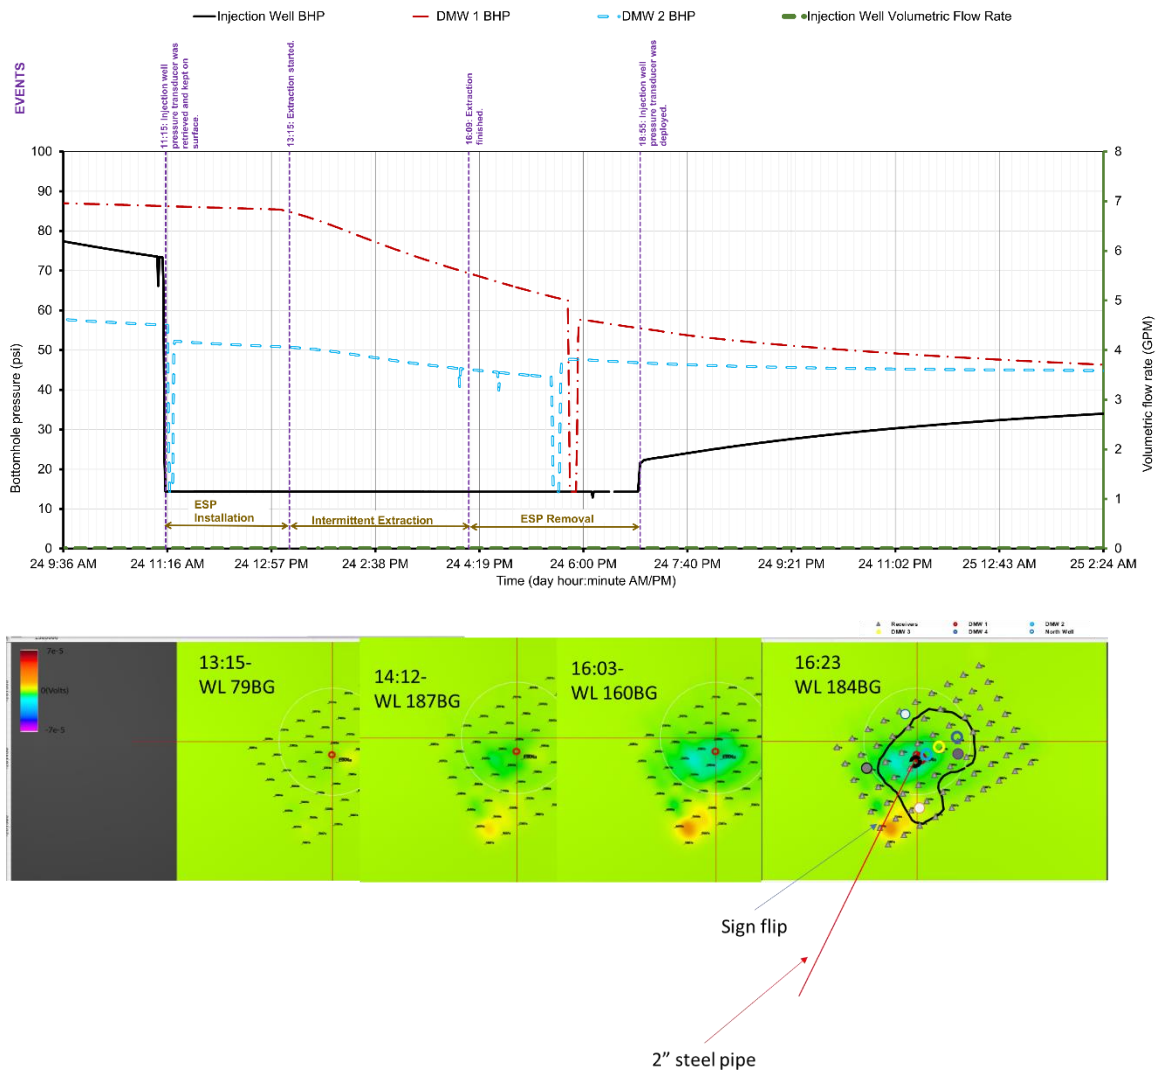 Injection Well BHP
DMW 1 BHP
DMW 2 BHP
Injection Well Volumetric Flow Rate
EVENTS
11:15: Injection well
pressure transducer was
retrieved and kept on
surface.
13:15: Extraction started.
16:09: Extraction
finished.
18:55: Injection well
pressure transducer was
deployed.
Bottomhole pressure (psi)
100
90
80
70
60
50
40
30
20
10
0
8
7
6
5
4
3
2
1
0
Volumetric flow rate (GPM)
ESP
Installation
Intermittent Extraction
ESP Removal
24 9:36 AM
24 11:16 AM
24 12:57 PM
24 2:38 PM
24 4:19 PM
24 6:00 PM
24 7:40 PM
24 9:21 PM
24 11:02 PM
25 12:43 AM
25 2:24 AM
Time (day hour:minute AM/PM)
Receivers
DMW 1
DMW 2
DMW 3
DMW 4
North Well
7e-5
0(Volts)
-7e-5
13:15-
WL 79BG
14:12-
WL 187BG
16:03-
WL 160BG
16:23
WL 184BG
Sign flip
2” steel pipe